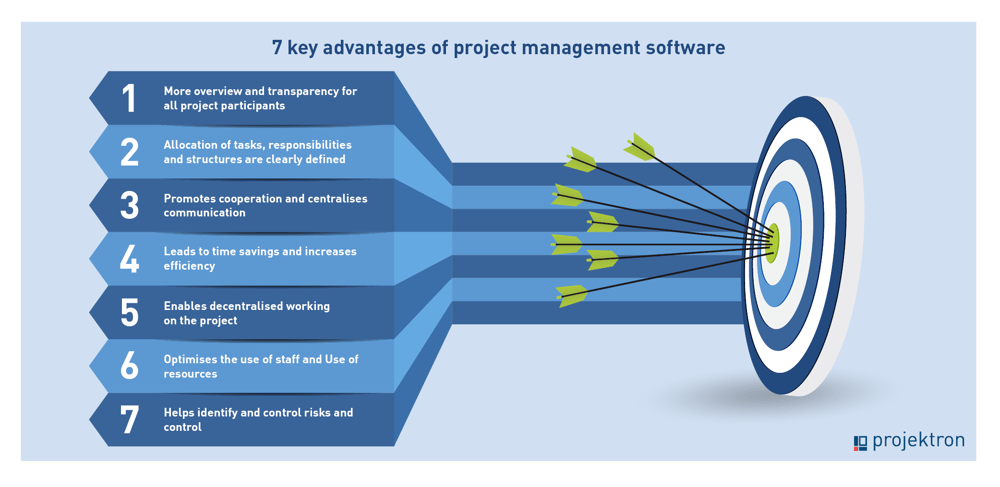 7 key advantages of project management software
1
More overview and transparency for
all project participants
2
Allocation of tasks, responsibilities
and structures are clearly defined
3
Promotes cooperation and centralises
communication
4
Leads to time savings and increases
efficiency
5
Enables decentralised working
on the project
6
Optimises the use of staff and Use of
resources
7
Helps identify and control risks and
control
projektron